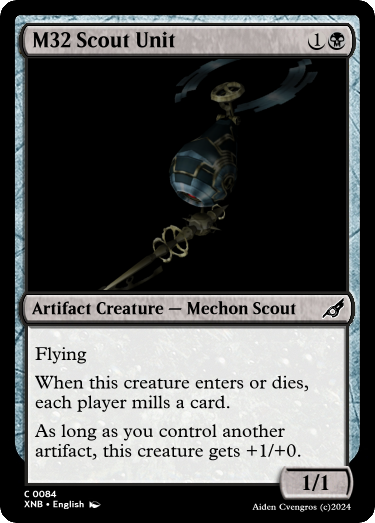 M32 Scout Unit 1
Artifact Creature — Mechon Scout
Flying
When this creature enters or dies,
each player mills a card.
As long as you control another
artifact, this creature gets +1/+0.
1/1
C 0084
XNB • English
Aiden Cvengros (c)2024